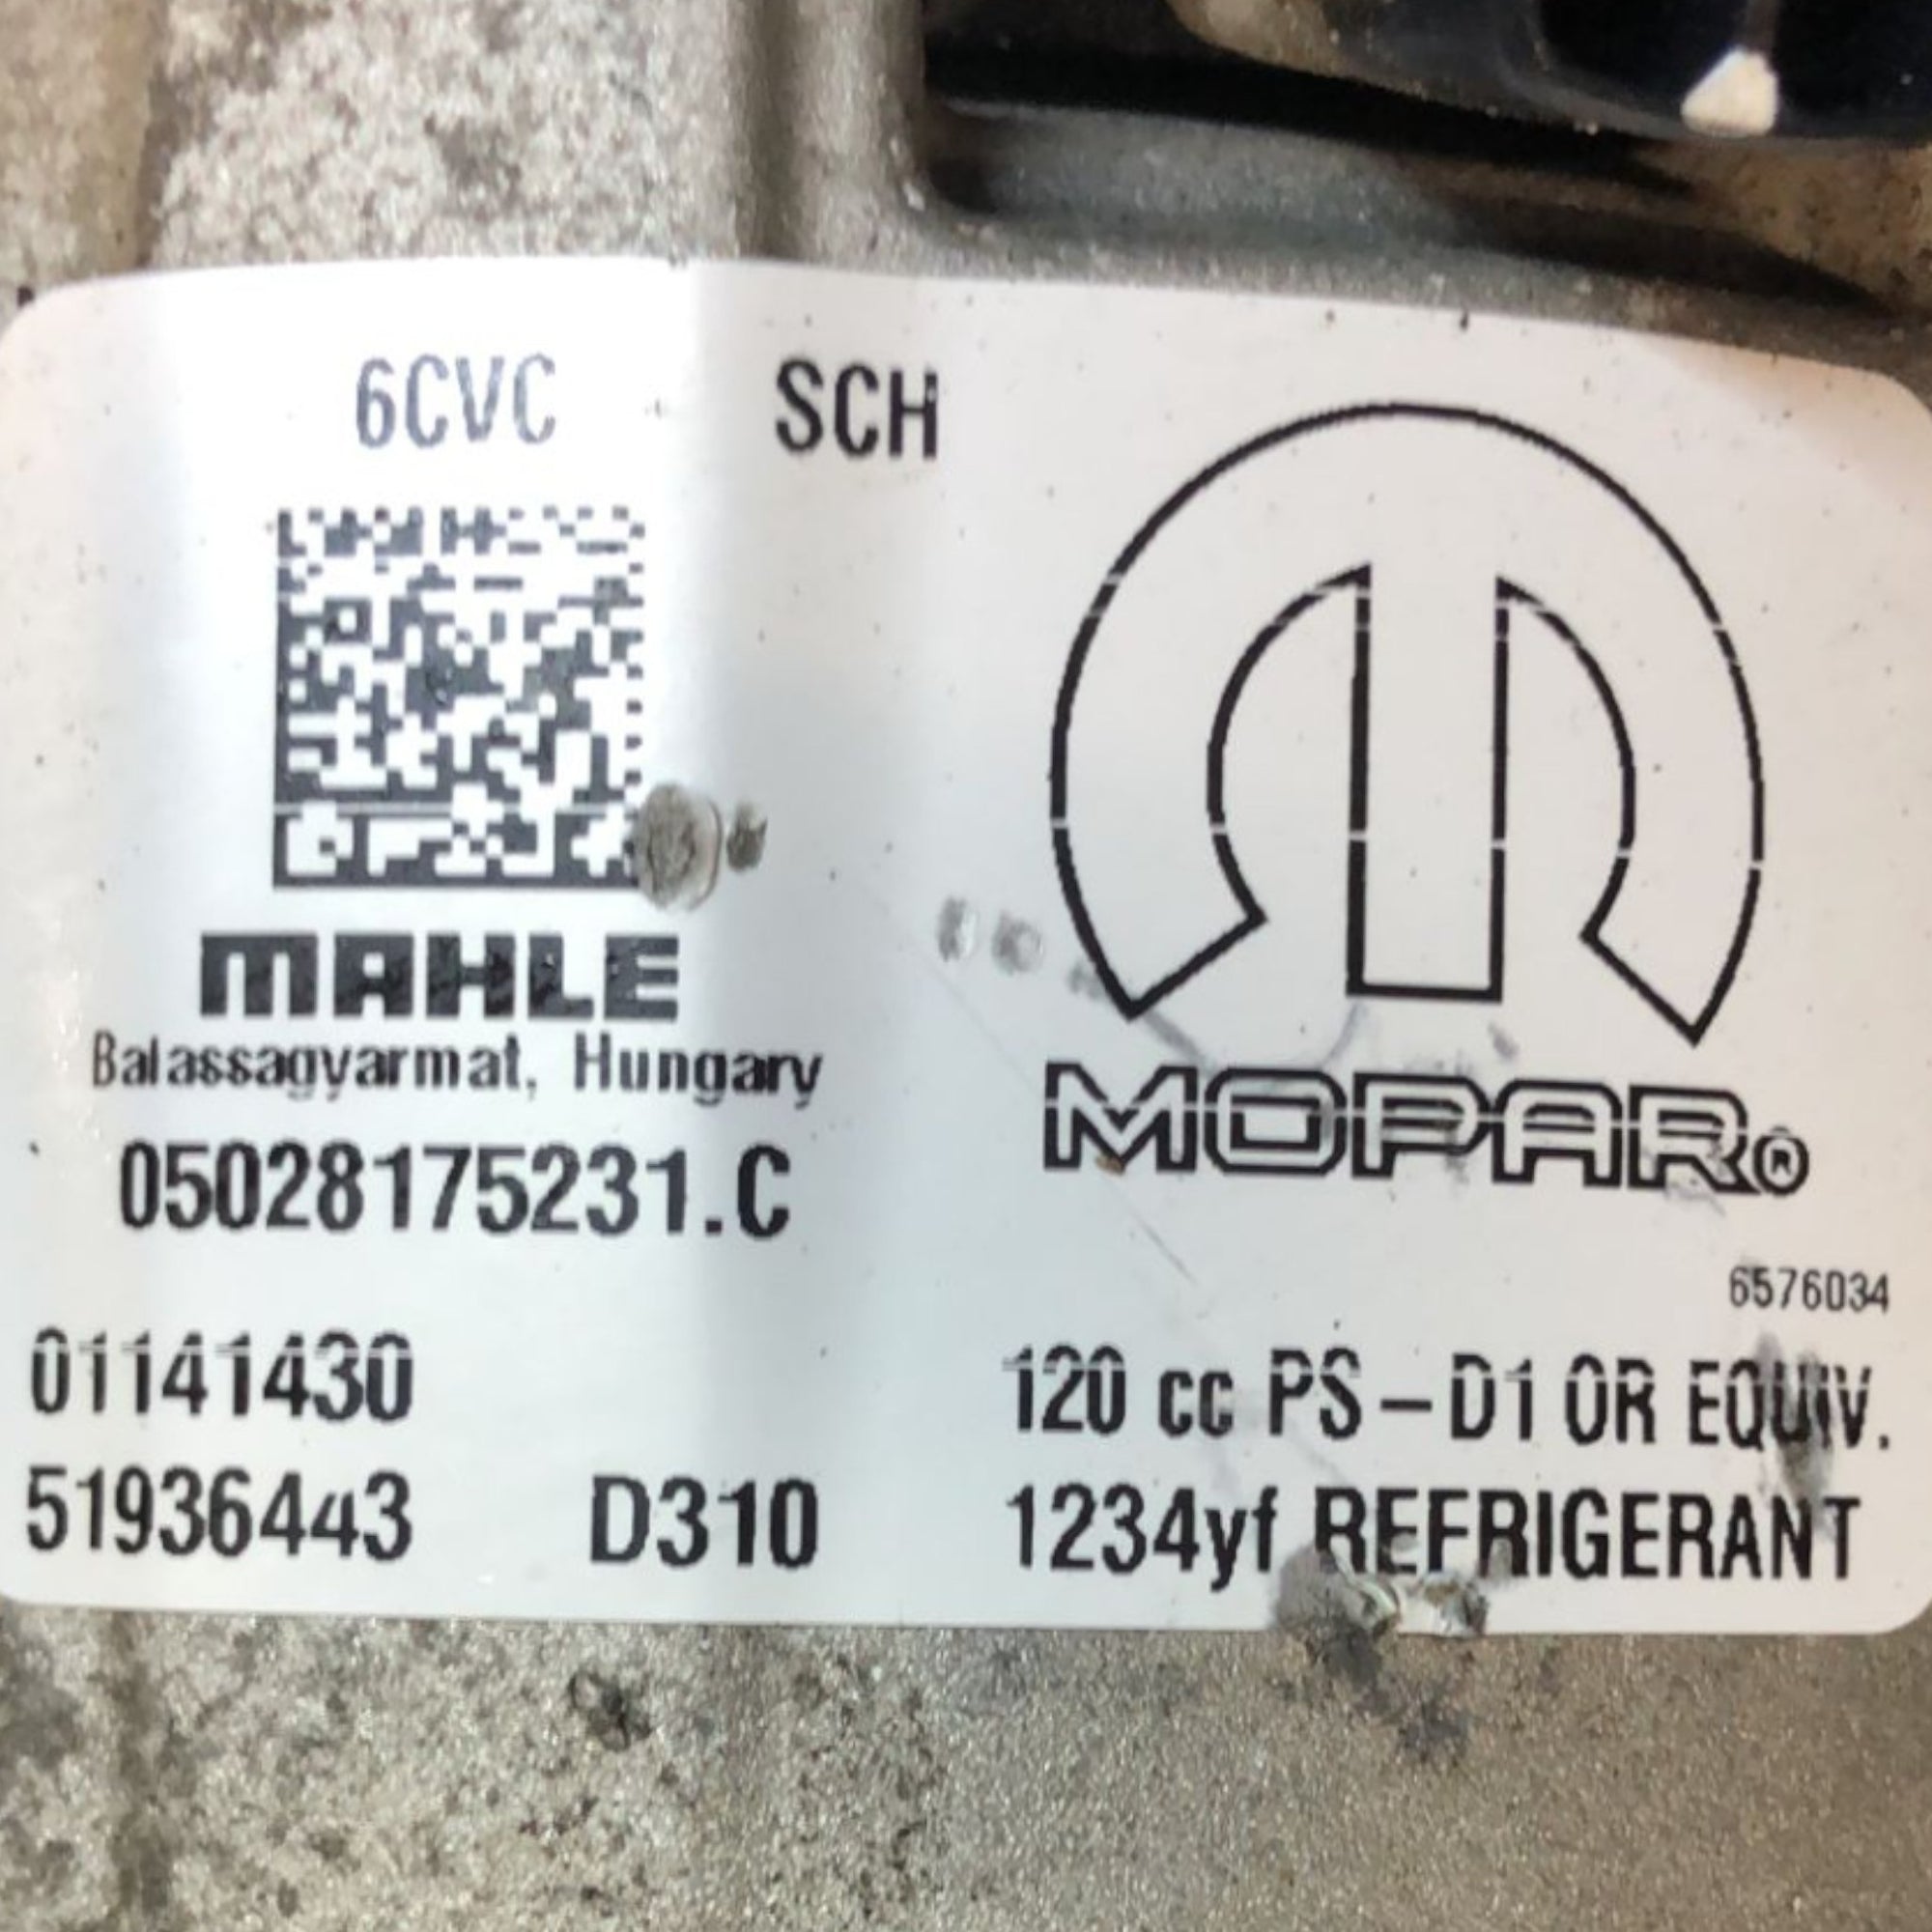 6CVC SCH
MAHLE
Balassagyarmat, Hungary
05028175231.C
MOPAR®
6576034
01141430
120 cc PS-D1 OR EQUIV.
51936443 D310
1234yf REFRIGERANT